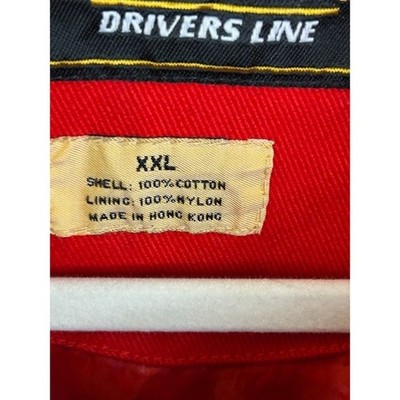 DRIVERS LINE
XXL
SHELL: 100% COTTON
LINING: 100% NYLON
MADE IN HONG KONG